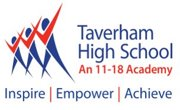 Taverham
High School
An 11-18 Academy
Inspire | Empower | Achieve